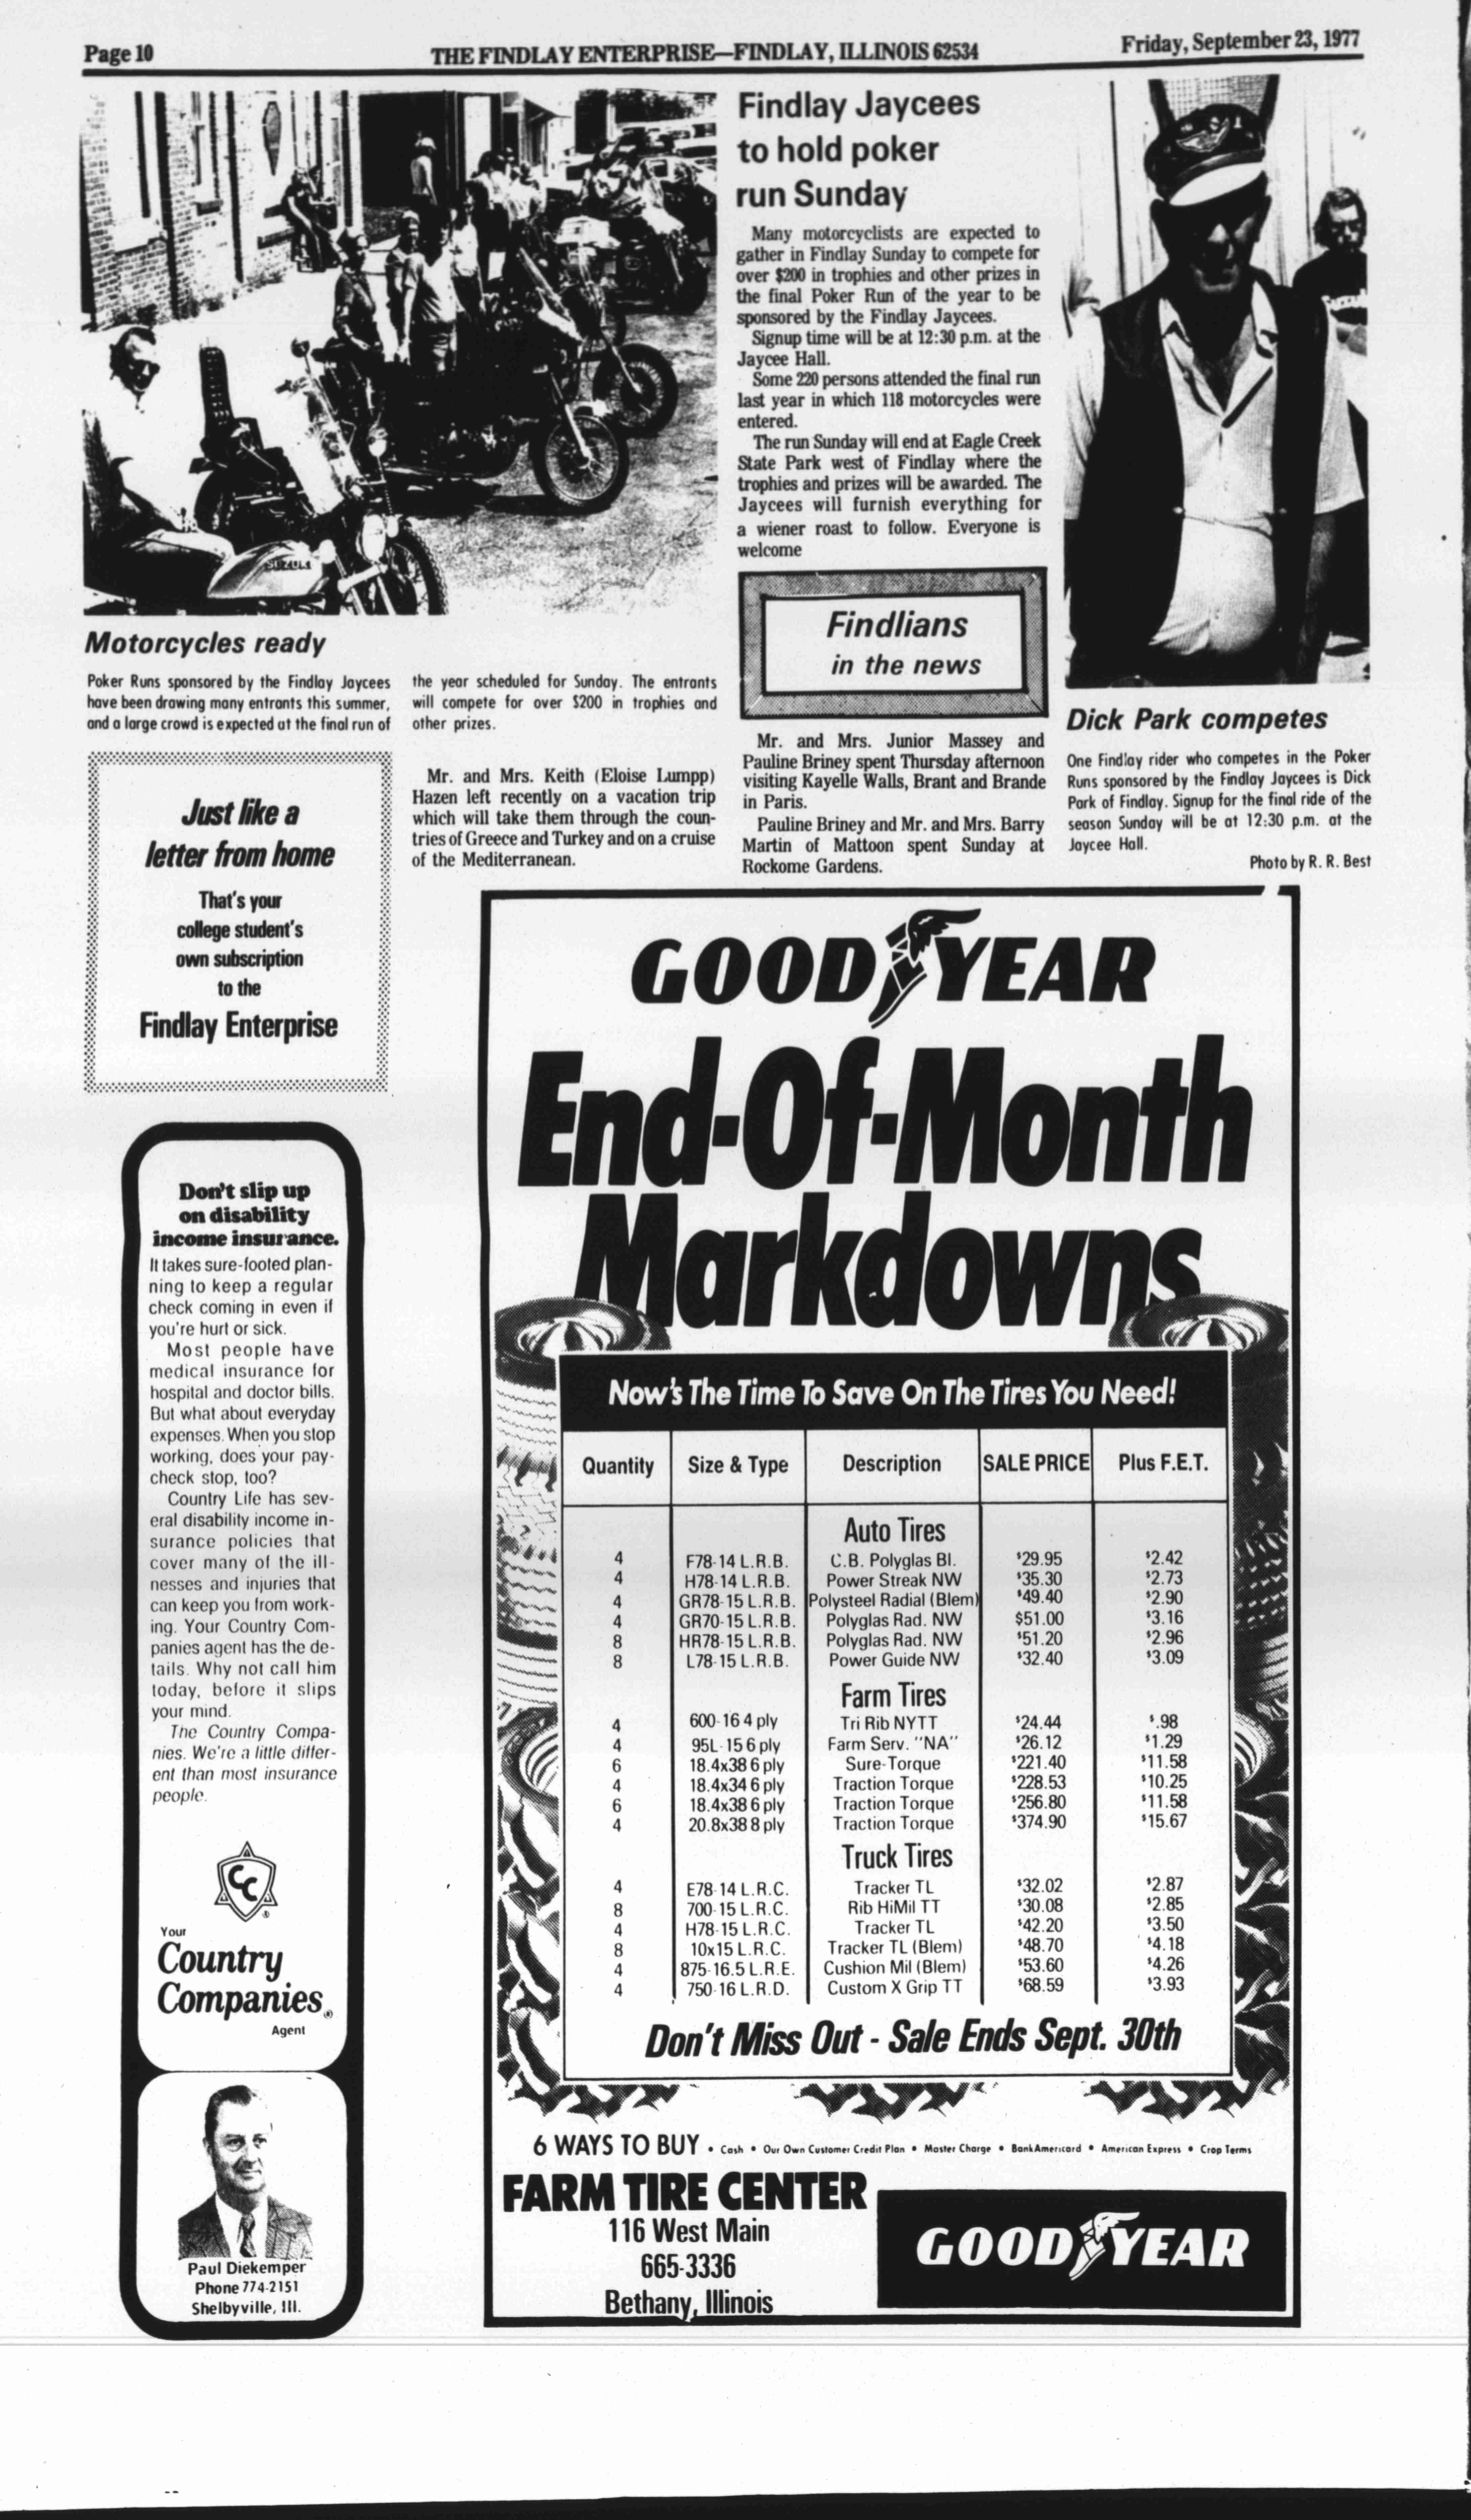 Page 10
THE FINDLAY ENTERPRISE—FINDLAY, ILLINOIS 62534
Friday, September 23, 1977
SUZUKI
Motorcycles ready
Poker Runs sponsored by the Findlay Jaycees
have been drawing many entrants this summer,
and a large crowd is expected at the final run of
the year scheduled for Sunday. The entrants
will compete for over $200 in trophies and
other prizes.
Findlay Jaycees
to hold poker
run Sunday
Many motorcyclists are expected to
gather in Findlay Sunday to compete for
over $200 in trophies and other prizes in
the final Poker Run of the year to be
sponsored by the Findlay Jaycees.
Signup time will be at 12:30 p.m. at the
Jaycee Hall.
Some 220 persons attended the final run
last year in which 118 motorcycles were
entered.
The run Sunday will end at Eagle Creek
State Park west of Findlay where the
trophies and prizes will be awarded. The
Jaycees will furnish everything for
a wiener roast to follow. Everyone is
welcome
Findlians
in the news
Mr. and Mrs. Junior Massey and
Pauline Briney spent Thursday afternoon
visiting Kayelle Walls, Brant and Brande
in Paris.
Pauline Briney and Mr. and Mrs. Barry
Martin of Mattoon spent Sunday at
Rockome Gardens.
Mr. and Mrs. Keith (Eloise Lumpp)
Hazen left recently on a vacation trip
which will take them through the coun-
tries of Greece and Turkey and on a cruise
of the Mediterranean.
Dick Park competes
One Findlay rider who competes in the Poker
Runs sponsored by the Findlay Jaycees is Dick
Park of Findlay. Signup for the final ride of the
season Sunday will be at 12:30 p.m. at the
Jaycee Hall.
Photo by R. R. Best
Just like a
letter from home
That's your
college student's
own subscription
to the
Findlay Enterprise
Don't slip up
on disability
income insurance.
It takes sure-footed plan-
ning to keep a regular
check coming in even if
you're hurt or sick.
Most people have
medical insurance for
hospital and doctor bills.
But what about everyday
expenses. When you stop
working, does your pay-
check stop, too?
Country Life has sev-
eral disability income in-
surance policies that
cover many of the ill-
nesses and injuries that
can keep you from work-
ing. Your Country Com-
panies agent has the de-
tails. Why not call him
today, before it slips
your mind.
The Country Compa-
nies. We're a little differ-
ent than most insurance
people.
CC
®
Your
Country
Companies®
Agent
Paul Diekemper
Phone 774-2151
Shelbyville, Ill.
GOODYEAR
End-Of-Month
Markdowns
Now's The Time To Save On The Tires You Need!
Quantity Size & Type Description SALE PRICE Plus F.E.T.
Auto Tires
4 F78-14 L.R.B. C.B. Polyglas Bl. $29.95 $2.42
4 H78-14 L.R.B. Power Streak NW $35.30 $2.73
4 GR78-15 L.R.B. Polysteel Radial (Blem) $49.40 $2.90
4 GR70-15 L.R.B. Polyglas Rad. NW $51.00 $3.16
8 HR78-15 L.R.B. Polyglas Rad. NW $51.20 $2.96
8 L78-15 L.R.B. Power Guide NW $32.40 $3.09
Farm Tires
4 600-16 4 ply Tri Rib NYTT $24.44 $.98
4 95L-15 6 ply Farm Serv. "NA" $26.12 $1.29
6 18.4x38 6 ply Sure-Torque $221.40 $11.58
4 18.4x34 6 ply Traction Torque $228.53 $10.25
6 18.4x38 6 ply Traction Torque $256.80 $11.58
4 20.8x38 8 ply Traction Torque $374.90 $15.67
Truck Tires
4 E78-14 L.R.C. Tracker TL $32.02 $2.87
8 700-15 L.R.C. Rib HiMil TT $30.08 $2.85
4 H78-15 L.R.C. Tracker TL $42.20 $3.50
8 10x15 L.R.C. Tracker TL (Blem) $48.70 $4.18
4 875-16.5 L.R.E. Cushion Mil (Blem) $53.60 $4.26
4 750-16 L.R.D. Custom X Grip TT $68.59 $3.93
Don't Miss Out - Sale Ends Sept. 30th
6 WAYS TO BUY • Cash • Our Own Customer Credit Plan • Master Charge • BankAmericard • American Express • Crop Terms
FARM TIRE CENTER
116 West Main
665-3336
Bethany, Illinois
GOODYEAR